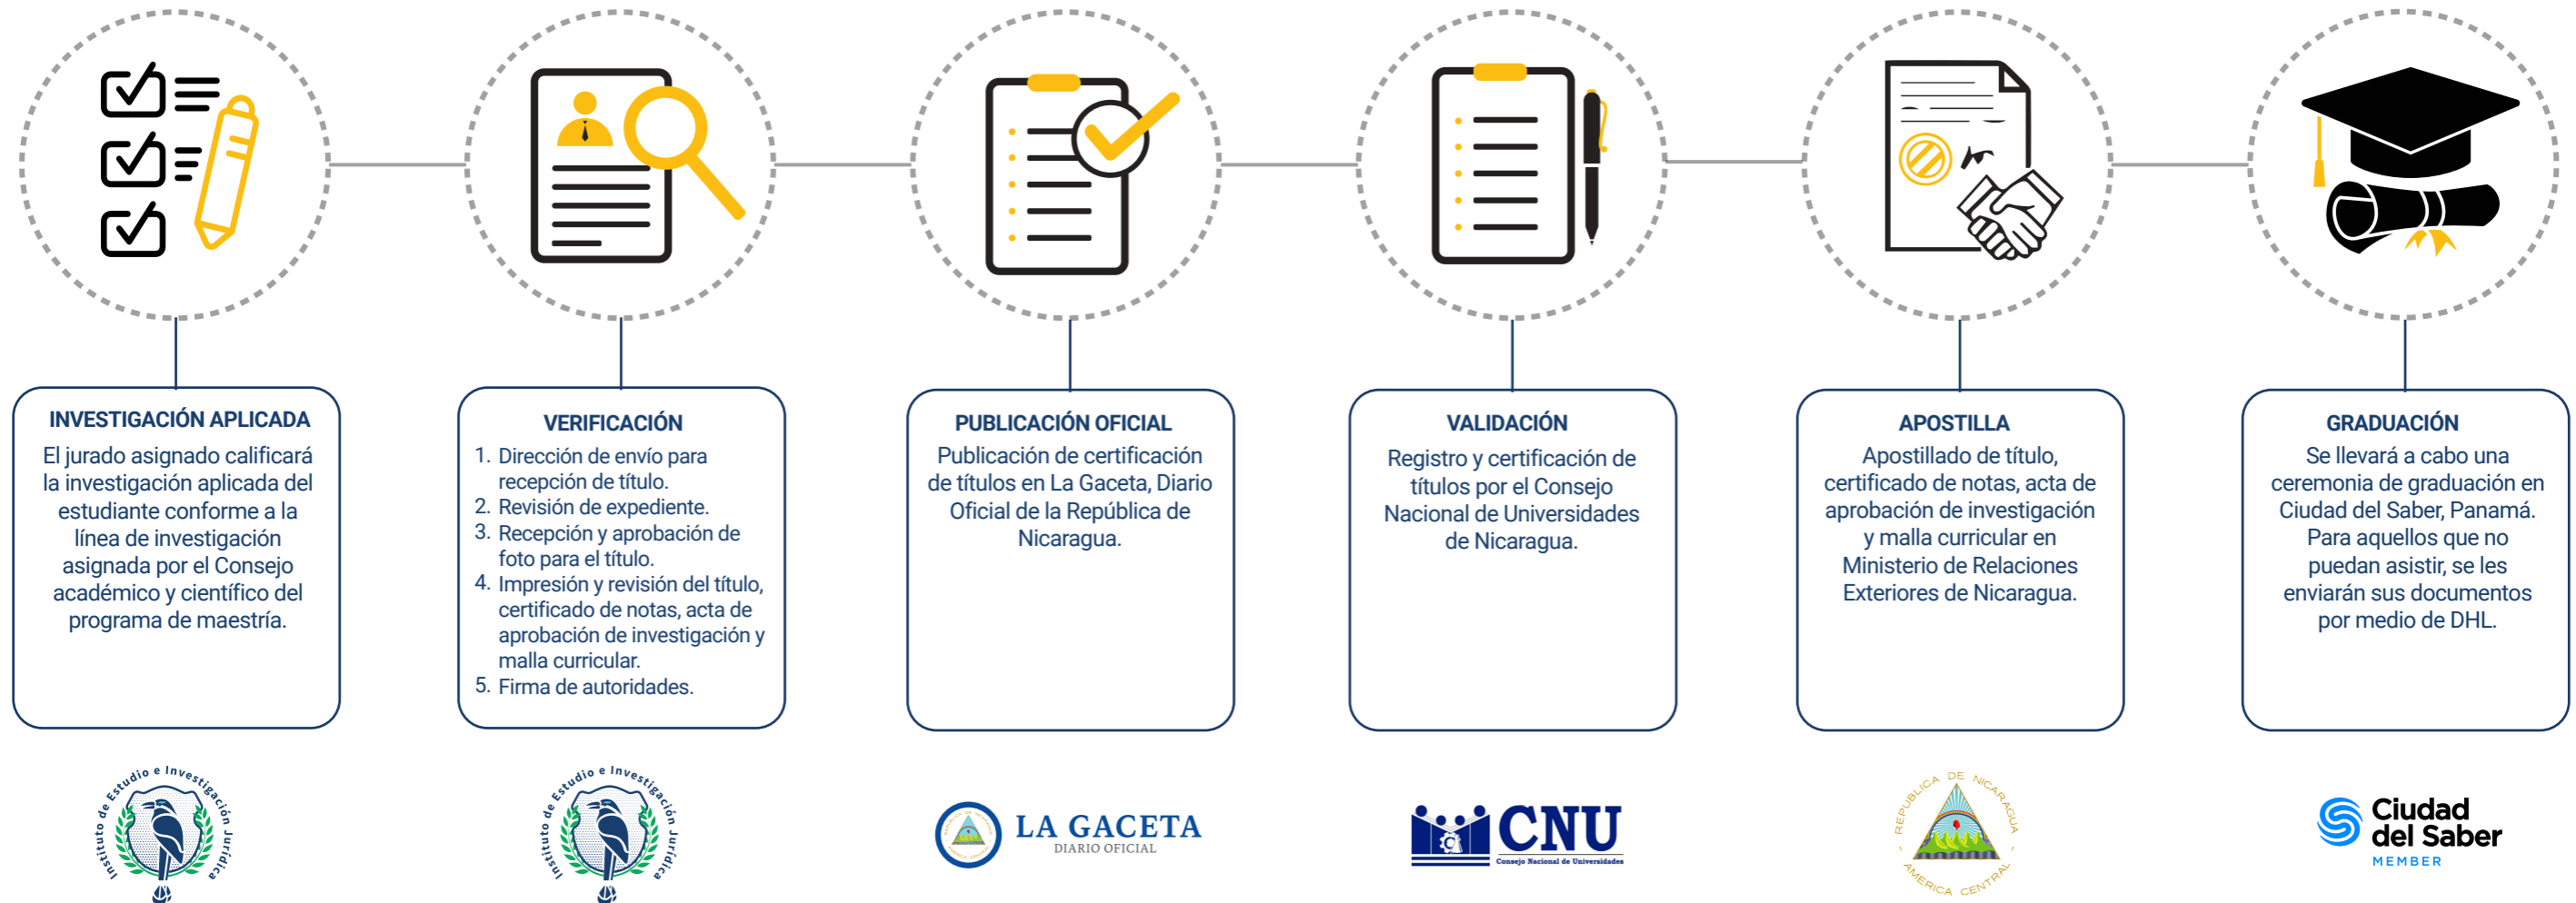 INVESTIGACIÓN APLICADA
El jurado asignado calificará
la investigación aplicada del
estudiante conforme a la
línea de investigación
asignada por el Consejo
académico y científico del
programa de maestría.
VERIFICACIÓN
1. Dirección de envío para
recepción de título.
2. Revisión de expediente.
3. Recepción y aprobación de
foto para el título.
4. Impresión y revisión del título,
certificado de notas, acta de
aprobación de investigación y
malla curricular.
5. Firma de autoridades.
PUBLICACIÓN OFICIAL
Publicación de certificación
de títulos en La Gaceta, Diario
Oficial de la República de
Nicaragua.
VALIDACIÓN
Registro y certificación de
títulos por el Consejo
Nacional de Universidades
de Nicaragua.
APOSTILLA
Apostillado de título,
certificado de notas, acta de
aprobación de investigación
y malla curricular en
Ministerio de Relaciones
Exteriores de Nicaragua.
GRADUACIÓN
Se llevará a cabo una
ceremonia de graduación en
Ciudad del Saber, Panamá.
Para aquellos que no
puedan asistir, se les
enviarán sus documentos
por medio de DHL.
Instituto de Estudio e Investigación Jurídica
Instituto de Estudio e Investigación Jurídica
REPUBLICA DE NICARAGUA
AMERICA CENTRAL
LA GACETA
DIARIO OFICIAL
CNU
Consejo Nacional de Universidades
REPUBLICA DE NICARAGUA
- AMERICA CENTRAL -
Ciudad
del Saber
MEMBER